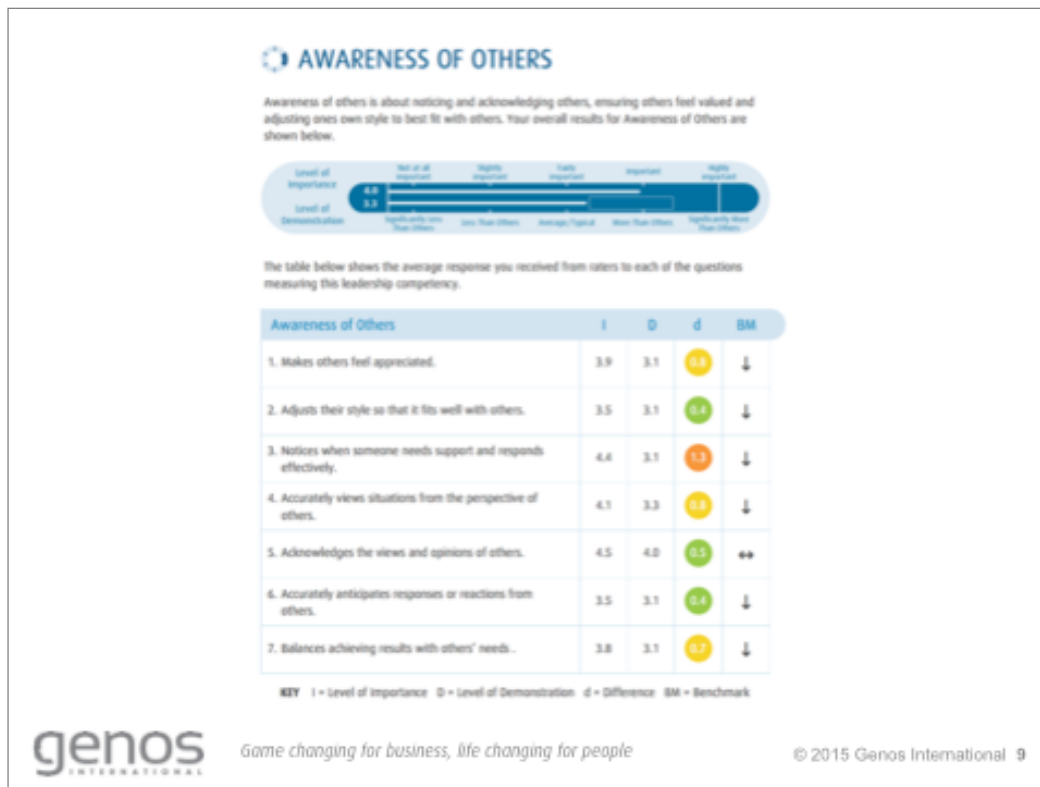 AWARENESS OF OTHERS
Awareness of others is about noticing and acknowledging others, ensuring others feel valued and
adjusting ones own style to best fit with others. Your overall results for Awareness of Others are
shown below.
Level of Importance
Not at all important
Slightly important
Fairly important
Important
Highly important
4.0
3.3
Level of Demonstration
Significantly Less Than Others
Less Than Others
Average/Typical
More Than Others
Significantly More Than Others
The table below shows the average response you received from raters to each of the questions
measuring this leadership competency.
Awareness of Others I D d BM
1. Makes others feel appreciated. 3.9 3.1 0.8 ↓
2. Adjusts their style so that it fits well with others. 3.5 3.1 0.4 ↓
3. Notices when someone needs support and responds
effectively. 4.4 3.1 1.3 ↓
4. Accurately views situations from the perspective of
others. 4.1 3.3 0.8 ↓
5. Acknowledges the views and opinions of others. 4.5 4.0 0.5 ↔
6. Accurately anticipates responses or reactions from
others. 3.5 3.1 0.4 ↓
7. Balances achieving results with others' needs.. 3.8 3.1 0.7 ↓
KEY I = Level of Importance D = Level of Demonstration d = Difference BM = Benchmark
genos
INTERNATIONAL
Game changing for business, life changing for people
© 2015 Genos International 9